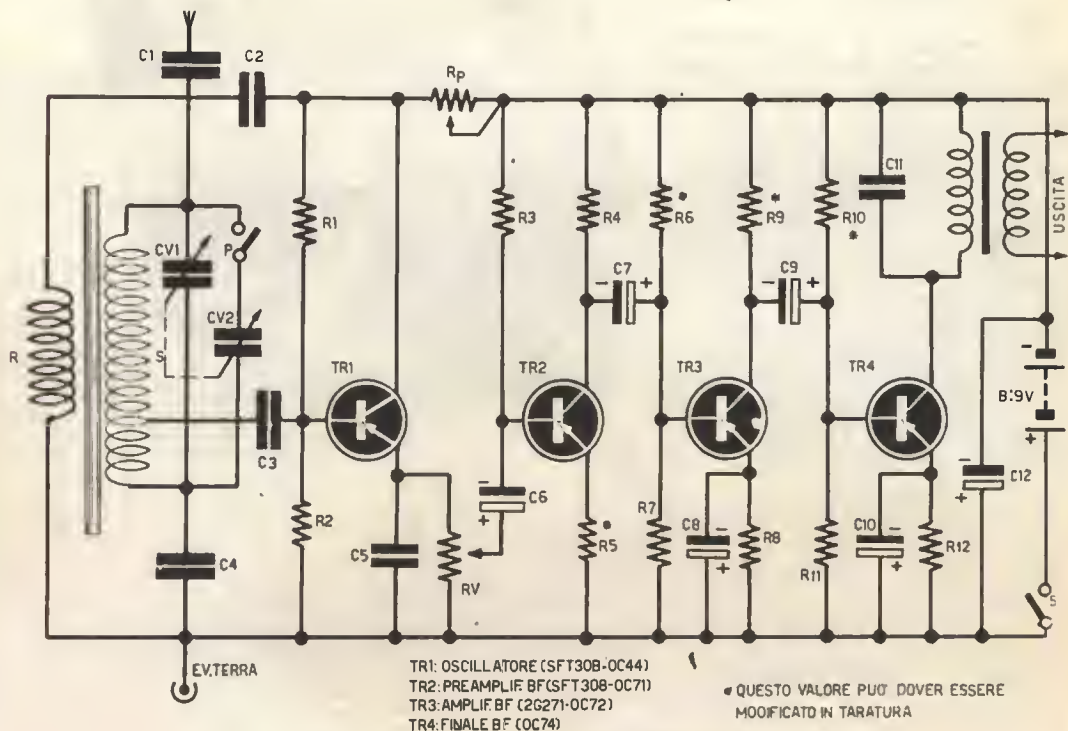 C1
C2
Rp
R1
R3
R4
R6
R9
R10
C11
USCITA
CV1
P
C7
- +
C9
- +
R
S
CV2
TR1
TR2
TR3
TR4
-
B:9V
+
C3
C6
-
+
C12
-
+
R2
C5
RV
R5
R7
C8
-
+
R8
R11
C10
-
+
R12
C4
S
EV.TERRA
TR1: OSCILLATORE (SFT308-OC44)
TR2: PREAMPLIF. BF (SFT308-OC71)
TR3: AMPLIF. BF (2G271-OC72)
TR4: FINALE BF (OC74)
* QUESTO VALORE PUO' DOVER ESSERE
MODIFICATO IN TARATURA